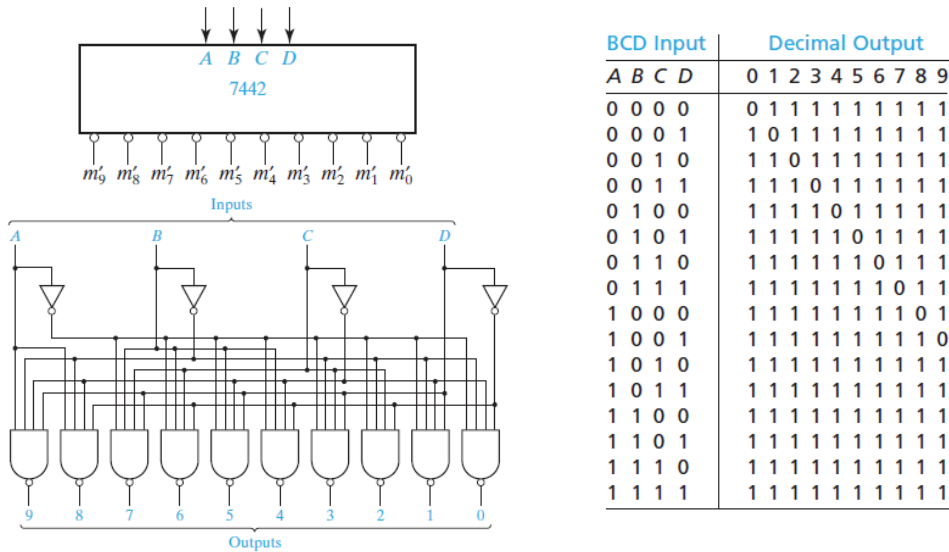 A B C D
7442
m′9 m′8 m′7 m′6 m′5 m′4 m′3 m′2 m′1 m′0
Inputs
A B C D
9 8 7 6 5 4 3 2 1 0
Outputs
BCD Input Decimal Output
A B C D 0 1 2 3 4 5 6 7 8 9
0 0 0 0 0 1 1 1 1 1 1 1 1 1
0 0 0 1 1 0 1 1 1 1 1 1 1 1
0 0 1 0 1 1 0 1 1 1 1 1 1 1
0 0 1 1 1 1 1 0 1 1 1 1 1 1
0 1 0 0 1 1 1 1 0 1 1 1 1 1
0 1 0 1 1 1 1 1 1 0 1 1 1 1
0 1 1 0 1 1 1 1 1 1 0 1 1 1
0 1 1 1 1 1 1 1 1 1 1 0 1 1
1 0 0 0 1 1 1 1 1 1 1 1 0 1
1 0 0 1 1 1 1 1 1 1 1 1 1 0
1 0 1 0 1 1 1 1 1 1 1 1 1 1
1 0 1 1 1 1 1 1 1 1 1 1 1 1
1 1 0 0 1 1 1 1 1 1 1 1 1 1
1 1 0 1 1 1 1 1 1 1 1 1 1 1
1 1 1 0 1 1 1 1 1 1 1 1 1 1
1 1 1 1 1 1 1 1 1 1 1 1 1 1